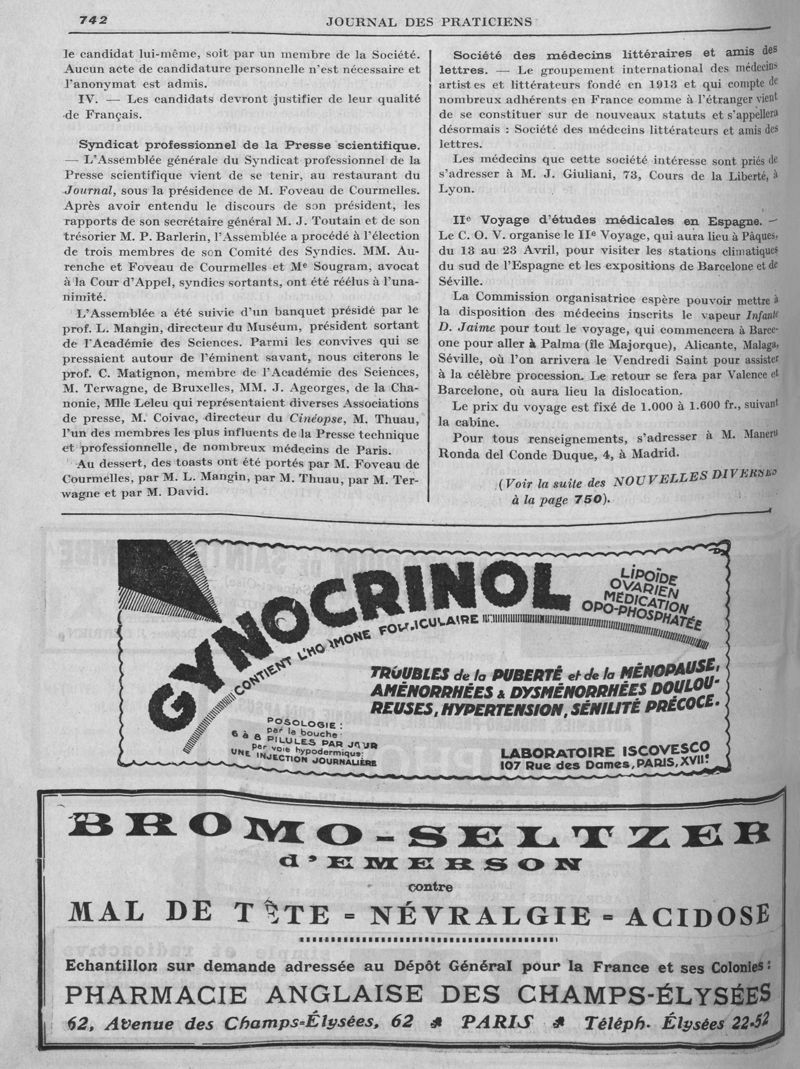 742
JOURNAL DES PRATICIENS
le candidat lui-même, soit par un membre de la Société.
Aucun acte de candidature personnelle n'est nécessaire et
l'anonymat est admis.
IV. — Les candidats devront justifier de leur qualité
de Français.
Syndicat professionnel de la Presse scientifique.
— L'Assemblée générale du Syndicat professionnel de la
Presse scientifique vient de se tenir, au restaurant du
Journal, sous la présidence de M. Foveau de Courmelles.
Après avoir entendu le discours de son président, les
rapports de son secrétaire général M. J. Toutain et de son
trésorier M. P. Barlerin, l'Assemblée a procédé à l'élection
de trois membres de son Comité des Syndics. MM. Au-
renche et Foveau de Courmelles et Me Sougram, avocat
à la Cour d'Appel, syndics sortants, ont été réélus à l'una-
nimité.
L'Assemblée a été suivie d'un banquet présidé par le
prof. L. Mangin, directeur du Muséum, président sortant
de l'Académie des Sciences. Parmi les convives qui se
pressaient autour de l'éminent savant, nous citerons le
prof. C. Matignon, membre de l'Académie des Sciences,
M. Terwagne, de Bruxelles, MM. J. Ageorges, de la Cha-
nonie, Mlle Leleu qui représentaient diverses Associations
de presse, M. Coivac, directeur du Cinéopse, M. Thuau,
l'un des membres les plus influents de la Presse technique
et professionnelle, de nombreux médecins de Paris.
Au dessert, des toasts ont été portés par M. Foveau de
Courmelles, par M. L. Mangin, par M. Thuau, par M. Ter-
wagne et par M. David.
Société des médecins littéraires et amis des
lettres. — Le groupement international des médecins
artistes et littérateurs fondé en 1913 et qui compte de
nombreux adhérents en France comme à l'étranger vient
de se constituer sur de nouveaux statuts et s'appellera
désormais : Société des médecins littérateurs et amis des
lettres.
Les médecins que cette société intéresse sont priés de
s'adresser à M. J. Giuliani, 73, Cours de la Liberté, à
Lyon.
IIe Voyage d'études médicales en Espagne. —
Le C. O. V. organise le IIe Voyage, qui aura lieu à Pâques,
du 13 au 23 Avril, pour visiter les stations climatiques
du sud de l'Espagne et les expositions de Barcelone et de
Séville.
La Commission organisatrice espère pouvoir mettre à
la disposition des médecins inscrits le vapeur Infante
D. Jaime pour tout le voyage, qui commencera à Barce-
one pour aller à Palma (île Majorque), Alicante, Malaga,
Séville, où l'on arrivera le Vendredi Saint pour assister
à la célèbre procession. Le retour se fera par Valence et
Barcelone, où aura lieu la dislocation.
Le prix du voyage est fixé de 1.000 à 1.600 fr., suivant
la cabine.
Pour tous renseignements, s'adresser à M. Maneru
Ronda del Conde Duque, 4, à Madrid.
(Voir la suite des NOUVELLES DIVERSES
à la page 750).
GYNOCRINOL
LIPOÏDE
OVARIEN
MÉDICATION
OPO-PHOSPHATÉE
CONTIENT L'HORMONE FOLLICULAIRE
TROUBLES de la PUBERTÉ et de la MÉNOPAUSE,
AMÉNORRHÉES & DYSMÉNORRHÉES DOULOU-
REUSES, HYPERTENSION, SÉNILITÉ PRÉCOCE.
POSOLOGIE:
par la bouche:
6 à 8 PILULES PAR JOUR
par voie hypodermique:
UNE INJECTION JOURNALIÈRE
LABORATOIRE ISCOVESCO
107 Rue des Dames, PARIS, XVIIe
BROMO-SELTZER
d'EMERSON
contre
MAL DE TÊTE = NÉVRALGIE = ACIDOSE
Echantillon sur demande adressée au Dépôt Général pour la France et ses Colonies :
PHARMACIE ANGLAISE DES CHAMPS-ÉLYSÉES
62, Avenue des Champs-Élysées, 62 PARIS Téléph. Élysées 22-52